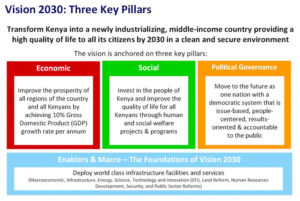 Vision 2030: Three Key Pillars
Transform Kenya into a newly industrializing, middle-income country providing a
high quality of life to all its citizens by 2030 in a clean and secure environment
The vision is anchored on three key pillars:
Economic
Improve the prosperity of
all regions of the country
and all Kenyans by
achieving 10% Gross
Domestic Product (GDP)
growth rate per annum
Social
Invest in the people of
Kenya and improve the
quality of life for all
Kenyans through human
and social welfare
projects & programs
Political Governance
Move to the future as
one nation with a
democratic system that is
issue-based, people-
centered, results-
oriented & accountable
to the public
Enablers & Macro – The Foundations of Vision 2030
Deploy world class infrastructure facilities and services
(Macroeconomic, Infrastructure, Energy, Science, Technology and Innovation (STI), Land Reform, Human Resources
Development, Security, and Public Sector Reforms)